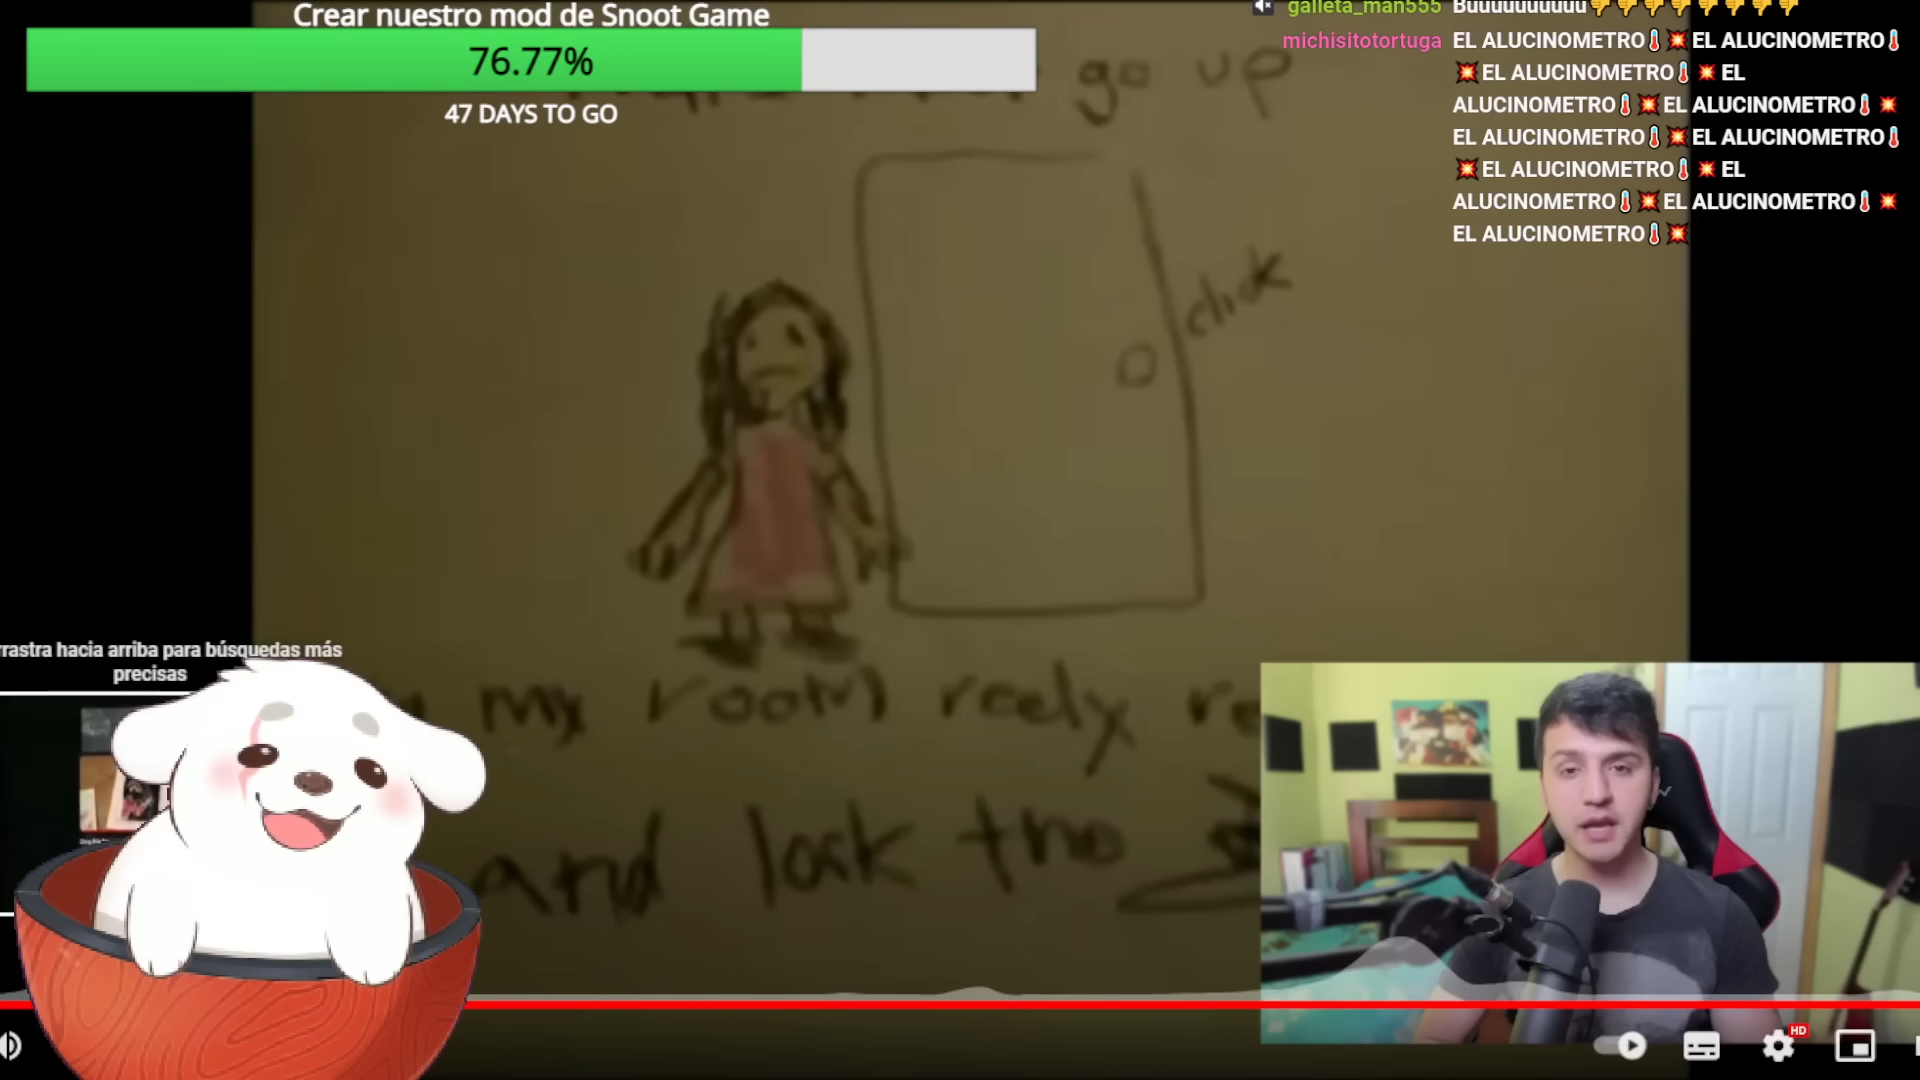 Crear nuestro mod de Snoot Game
76.77%
47 DAYS TO GO
galleta_man555 Buuuuuuuuuu👎👎👎👎👎👎👎👎
michisitotortuga EL ALUCINOMETRO🌡️💥EL ALUCINOMETRO🌡️
💥EL ALUCINOMETRO🌡️💥EL
ALUCINOMETRO🌡️💥EL ALUCINOMETRO🌡️💥
EL ALUCINOMETRO🌡️💥EL ALUCINOMETRO🌡️
💥EL ALUCINOMETRO🌡️💥EL
ALUCINOMETRO🌡️💥EL ALUCINOMETRO🌡️💥
EL ALUCINOMETRO🌡️💥
go up
click
rrastra hacia arriba para búsquedas más
precisas
my room reely
and lock the
HD